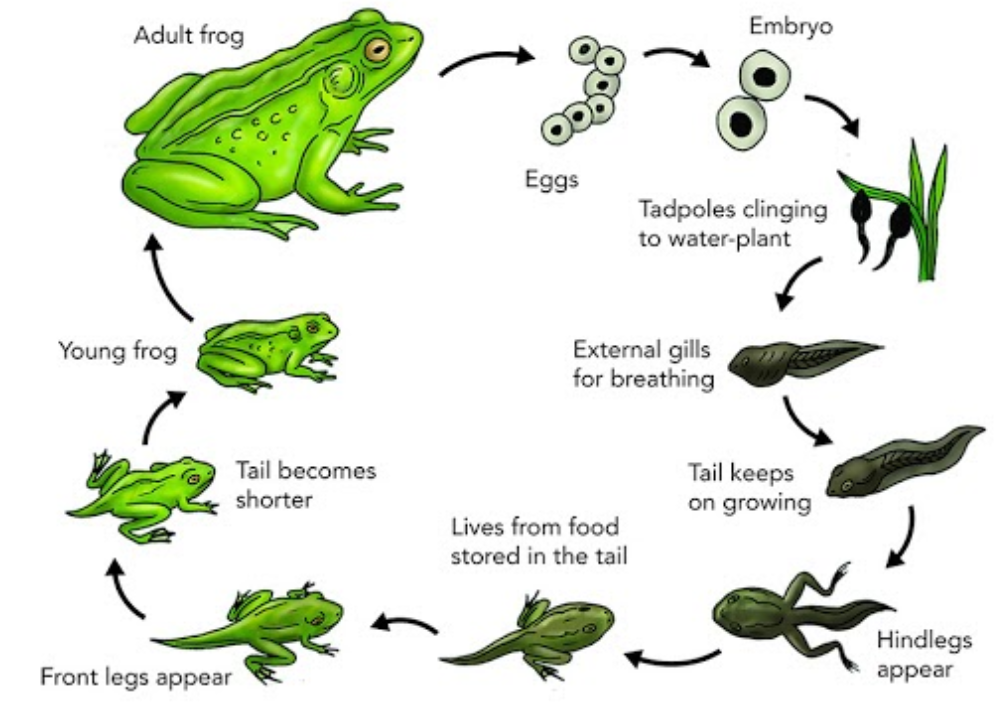 Adult frog
Eggs
Embryo
Tadpoles clinging
to water-plant
External gills
for breathing
Tail keeps
on growing
Hindlegs
appear
Lives from food
stored in the tail
Front legs appear
Tail becomes
shorter
Young frog